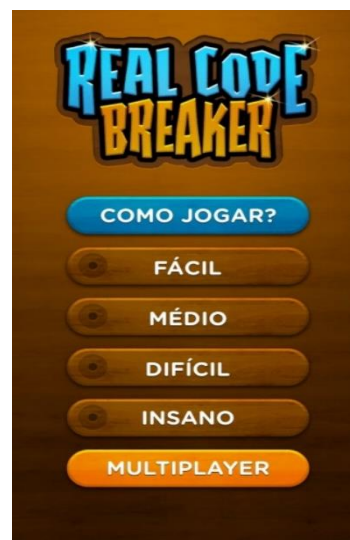 REAL CODE
BREAKER
COMO JOGAR?
FÁCIL
MÉDIO
DIFÍCIL
INSANO
MULTIPLAYER